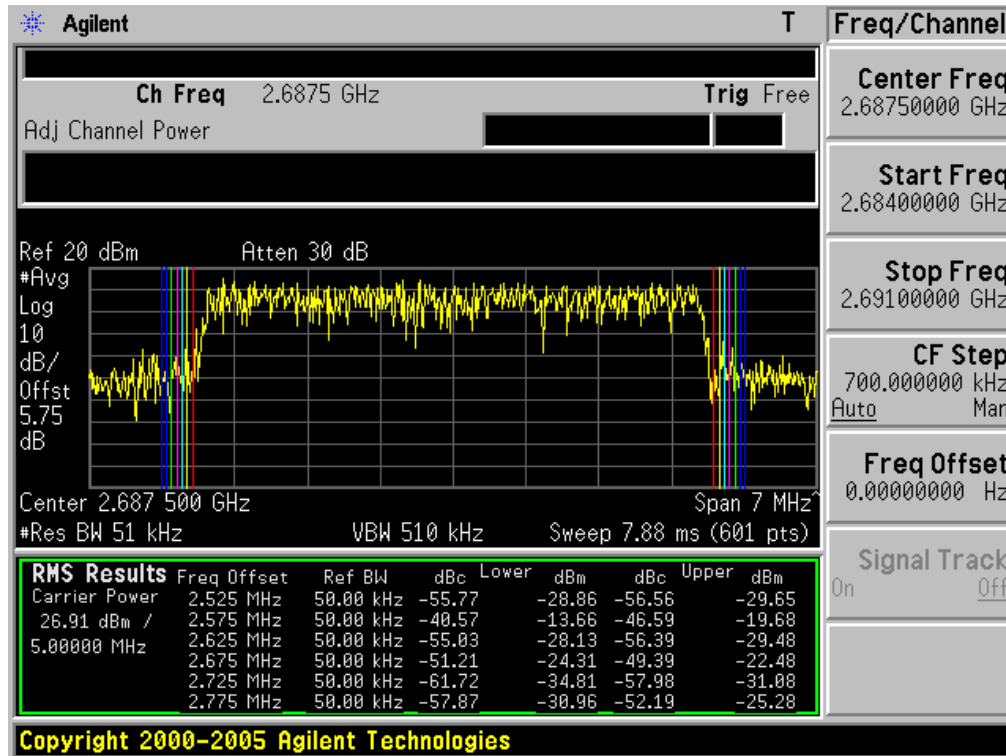 Agilent T Freq/Channel
Ch Freq 2.6875 GHz Trig Free
Adj Channel Power
Center Freq
2.68750000 GHz
Start Freq
2.68400000 GHz
Stop Freq
2.69100000 GHz
CF Step
700.000000 kHz
Auto Man
Freq Offset
0.00000000 Hz
Signal Track
On Off
Ref 20 dBm Atten 30 dB
#Avg
Log
10
dB/
Offst
5.75
dB
Center 2.687 500 GHz Span 7 MHz^
#Res BW 51 kHz VBW 510 kHz Sweep 7.88 ms (601 pts)
RMS Results Freq Offset Ref BW dBc Lower dBm dBc Upper dBm
Carrier Power 2.525 MHz 50.00 kHz -55.77 -28.86 -56.56 -29.65
26.91 dBm / 2.575 MHz 50.00 kHz -40.57 -13.66 -46.59 -19.68
5.00000 MHz 2.625 MHz 50.00 kHz -55.03 -28.13 -56.39 -29.48
2.675 MHz 50.00 kHz -51.21 -24.31 -49.39 -22.48
2.725 MHz 50.00 kHz -61.72 -34.81 -57.98 -31.08
2.775 MHz 50.00 kHz -57.87 -30.96 -52.19 -25.28
Copyright 2000-2005 Agilent Technologies